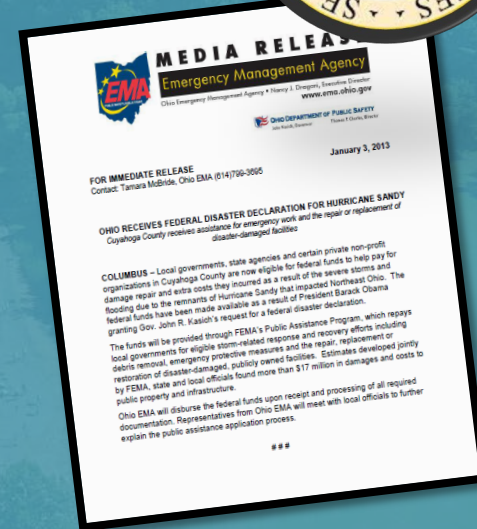 ES · · SE
MEDIA RELEAS
EMA
Emergency Management Agency
Ohio Emergency Management Agency • Nancy J. Dragani, Executive Director
www.ema.ohio.gov
OHIO DEPARTMENT OF PUBLIC SAFETY
John Kasich, Governor Thomas P. Charles, Director
January 3, 2013
FOR IMMEDIATE RELEASE
Contact: Tamara McBride, Ohio EMA (614)799-3695
OHIO RECEIVES FEDERAL DISASTER DECLARATION FOR HURRICANE SANDY
Cuyahoga County receives assistance for emergency work and the repair or replacement of
disaster-damaged facilities
COLUMBUS – Local governments, state agencies and certain private non-profit
organizations in Cuyahoga County are now eligible for federal funds to help pay for
damage repair and extra costs they incurred as a result of the severe storms and
flooding due to the remnants of Hurricane Sandy that impacted Northeast Ohio. The
federal funds have been made available as a result of President Barack Obama
granting Gov. John R. Kasich's request for a federal disaster declaration.
The funds will be provided through FEMA's Public Assistance Program, which repays
local governments for eligible storm-related response and recovery efforts including
debris removal, emergency protective measures and the repair, replacement or
restoration of disaster-damaged, publicly owned facilities. Estimates developed jointly
by FEMA, state and local officials found more than $17 million in damages and costs to
public property and infrastructure.
Ohio EMA will disburse the federal funds upon receipt and processing of all required
documentation. Representatives from Ohio EMA will meet with local officials to further
explain the public assistance application process.
###